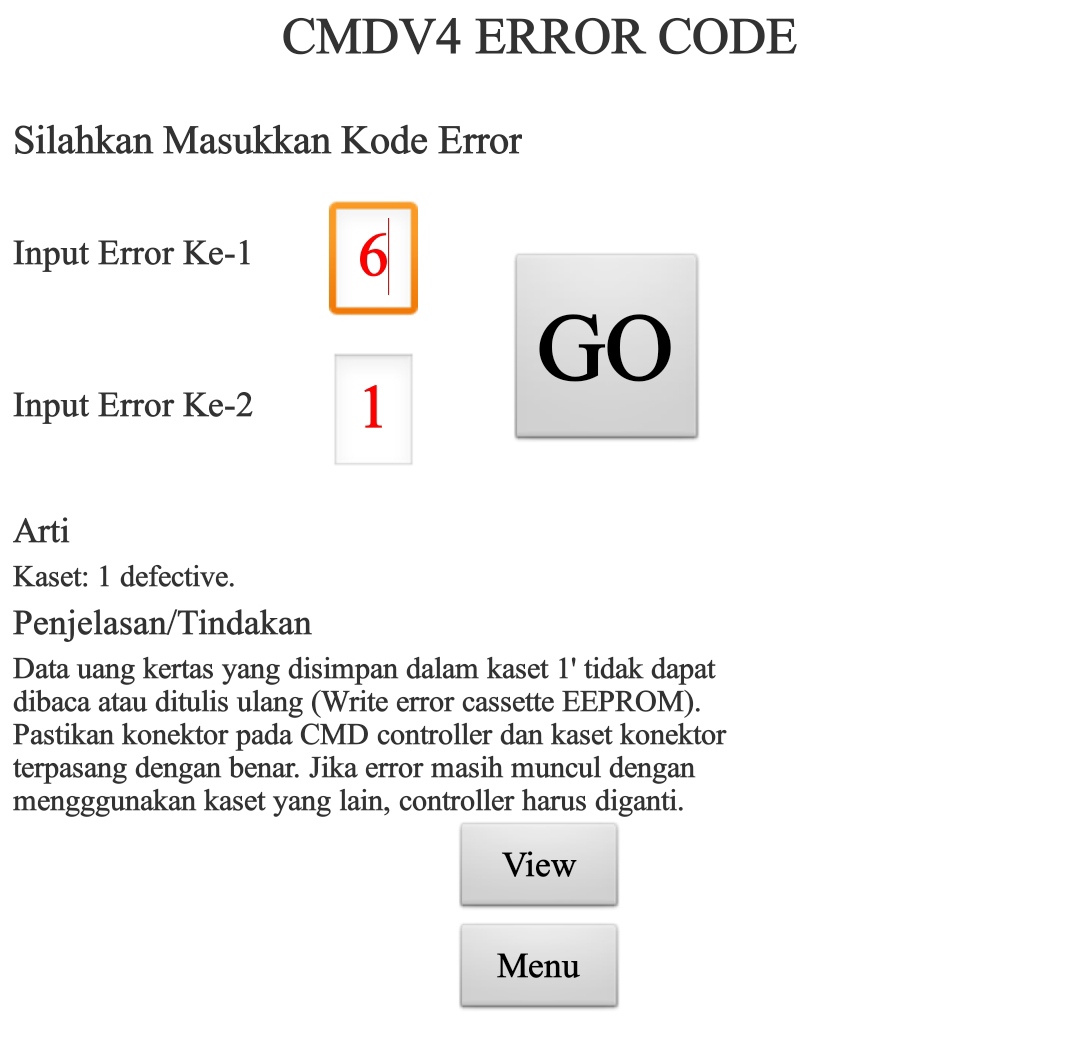 CMDV4 ERROR CODE
Silahkan Masukkan Kode Error
Input Error Ke-1
6
GO
Input Error Ke-2
1
Arti
Kaset: 1 defective.
Penjelasan/Tindakan
Data uang kertas yang disimpan dalam kaset 1' tidak dapat
dibaca atau ditulis ulang (Write error cassette EEPROM).
Pastikan konektor pada CMD controller dan kaset konektor
terpasang dengan benar. Jika error masih muncul dengan
mengggunakan kaset yang lain, controller harus diganti.
View
Menu